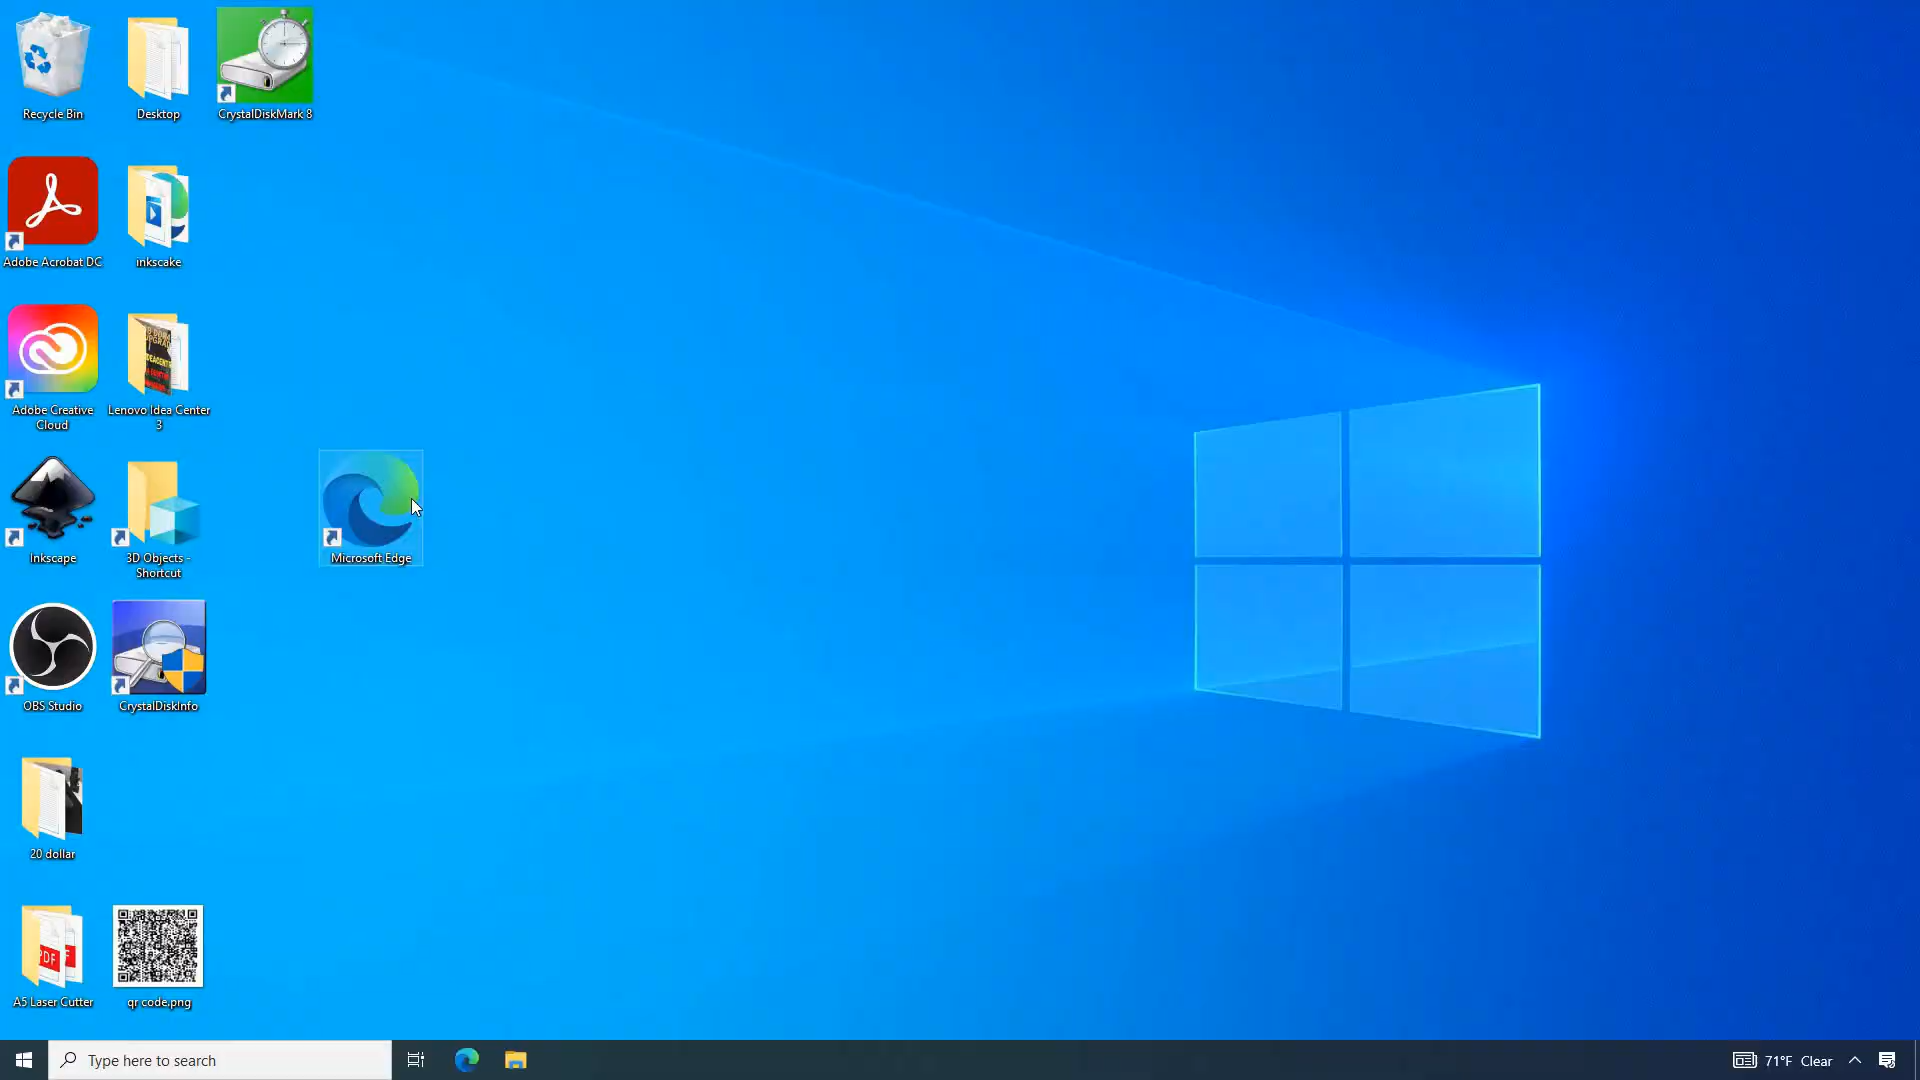 Recycle Bin
Desktop
CrystalDiskMark 8
Adobe Acrobat DC
inkscake
Adobe Creative
Cloud
Lenovo Idea Center
3
Inkscape
3D Objects -
Shortcut
Microsoft Edge
OBS Studio
CrystalDiskInfo
20 dollar
PDF
A5 Laser Cutter
qr code.png
Type here to search
71°F Clear